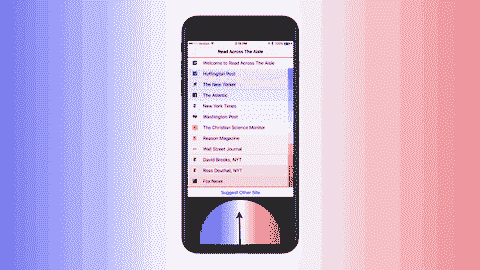 Read Across The Aisle
Welcome to Read Across The Aisle
Huffington Post
The New Yorker
The Atlantic
New York Times
Washington Post
The Christian Science Monitor
Reason Magazine
Wall Street Journal
David Brooks, NYT
Ross Douthat, NYT
Fox News
Suggest Other Site